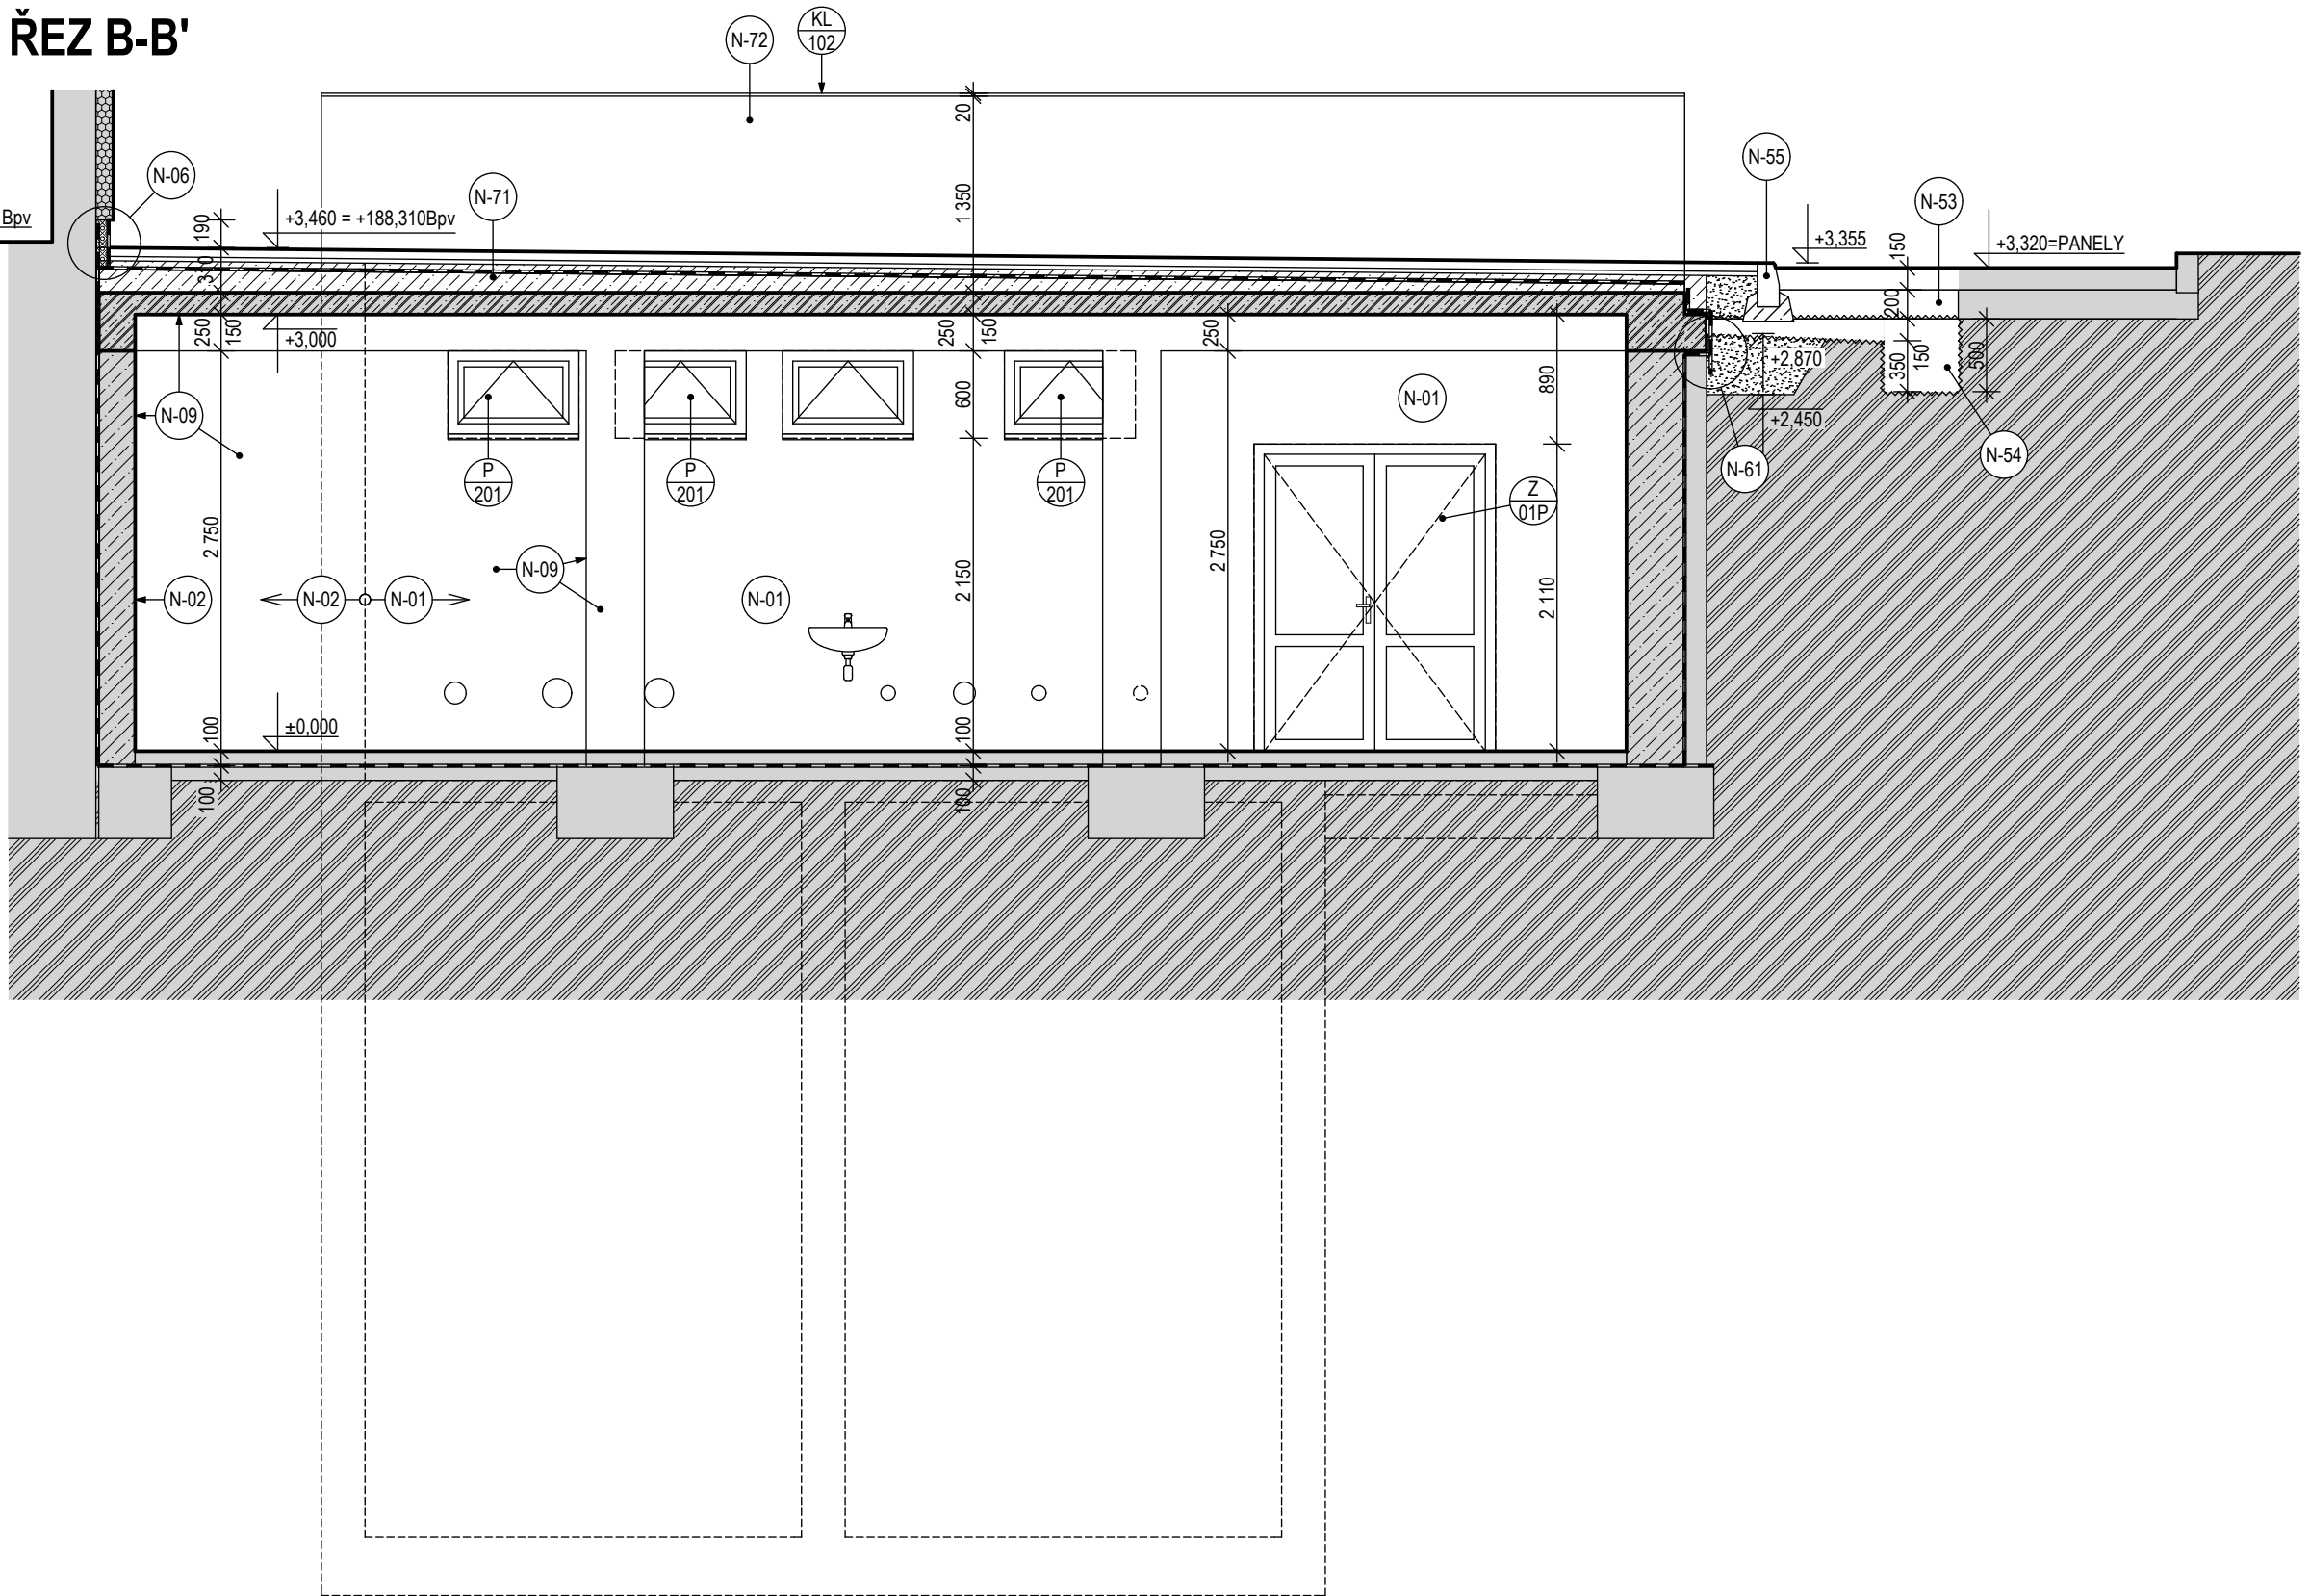 ŘEZ B-B'
N-72
KL
102
20
1 350
N-55
N-06
N-71
N-53
Bpv
190
+3,460 = +188,310Bpv
+3,355
150
+3,320=PANELY
200
250
150
+3,000
250
150
250
890
+2,870
350
150
500
N-09
600
N-01
+2,450
N-61
N-54
P
201
P
201
P
201
Z
01P
2 750
2 750
N-09
N-02
N-02
N-01
N-01
2 150
2 110
100
±0,000
100
100
100